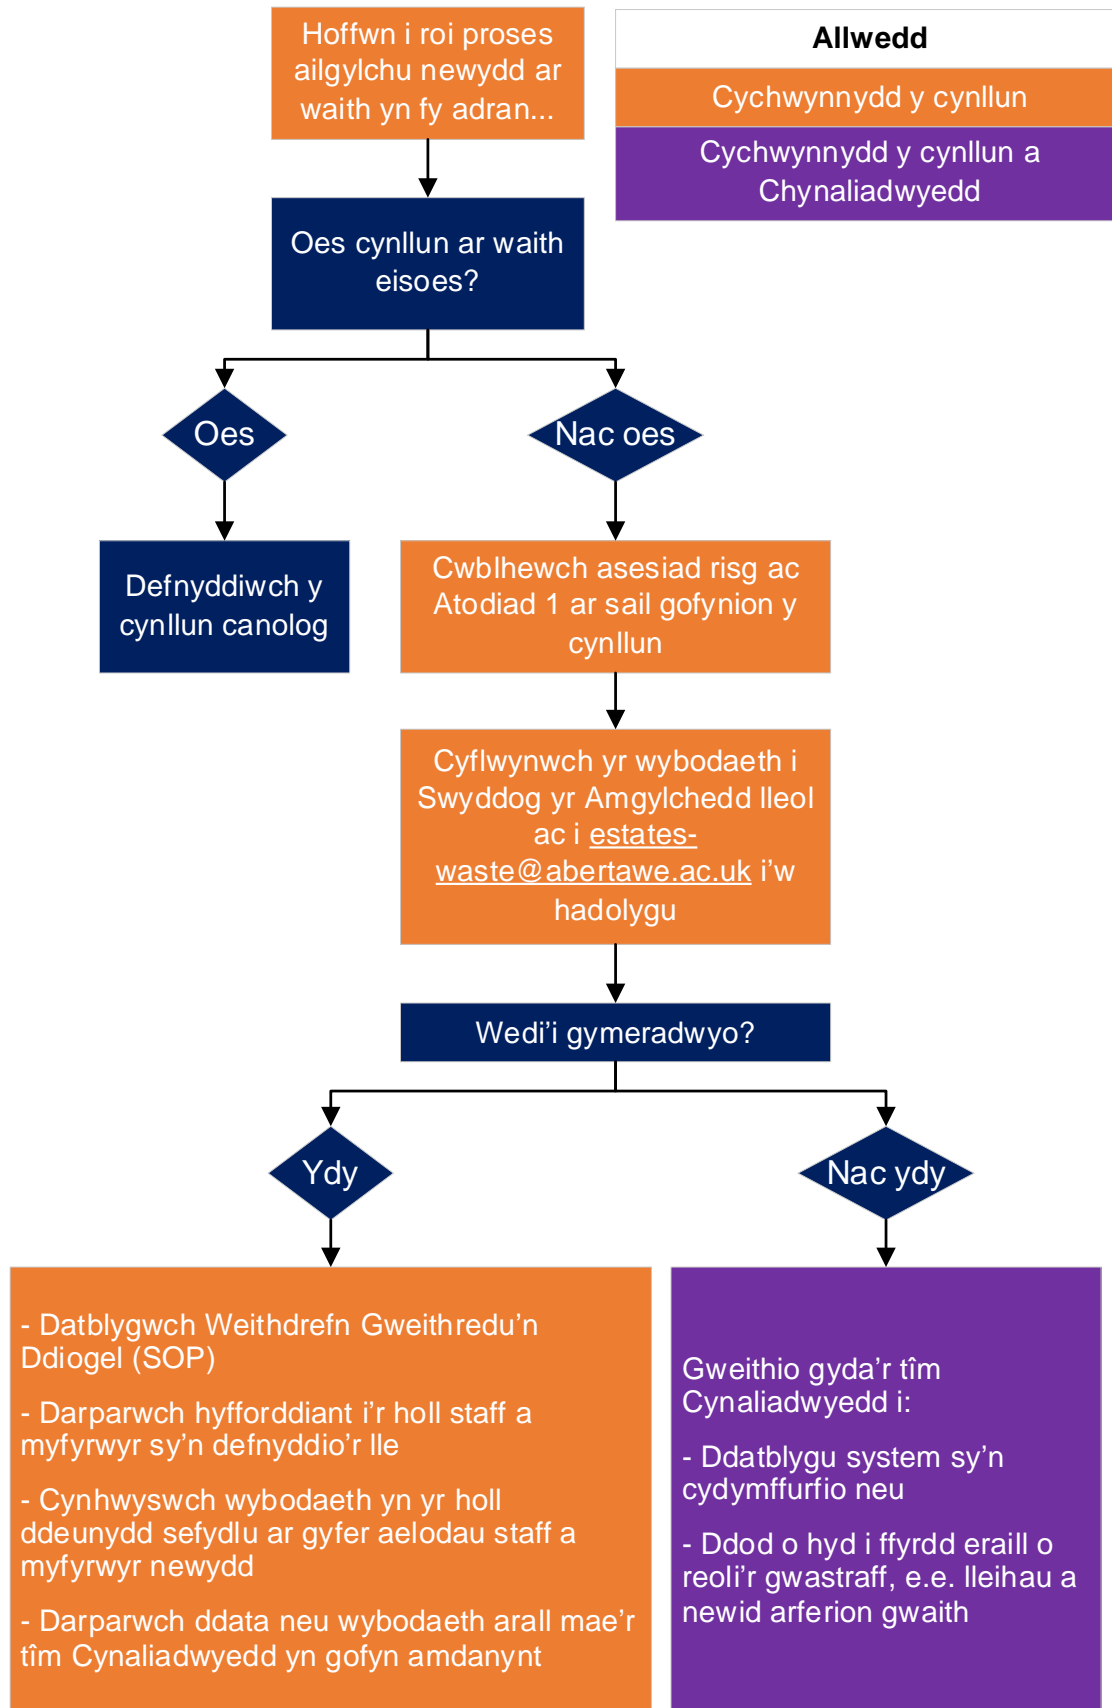 Hoffwn i roi proses
ailgylchu newydd ar
waith yn fy adran...
Allwedd
Cychwynnydd y cynllun
Cychwynnydd y cynllun a
Chynaliadwyedd
Oes cynllun ar waith
eisoes?
Oes
Nac oes
Defnyddiwch y
cynllun canolog
Cwblhewch asesiad risg ac
Atodiad 1 ar sail gofynion y
cynllun
Cyflwynwch yr wybodaeth i
Swyddog yr Amgylchedd lleol
ac i estates-
waste@abertawe.ac.uk i’w
hadolygu
Wedi’i gymeradwyo?
Ydy
Nac ydy
- Datblygwch Weithdrefn Gweithredu’n
Ddiogel (SOP)
- Darparwch hyfforddiant i’r holl staff a
myfyrwyr sy’n defnyddio’r lle
- Cynhwyswch wybodaeth yn yr holl
ddeunydd sefydlu ar gyfer aelodau staff a
myfyrwyr newydd
- Darparwch ddata neu wybodaeth arall mae’r
tîm Cynaliadwyedd yn gofyn amdanynt
Gweithio gyda’r tîm
Cynaliadwyedd i:
- Ddatblygu system sy’n
cydymffurfio neu
- Ddod o hyd i ffyrdd eraill o
reoli’r gwastraff, e.e. lleihau a
newid arferion gwaith